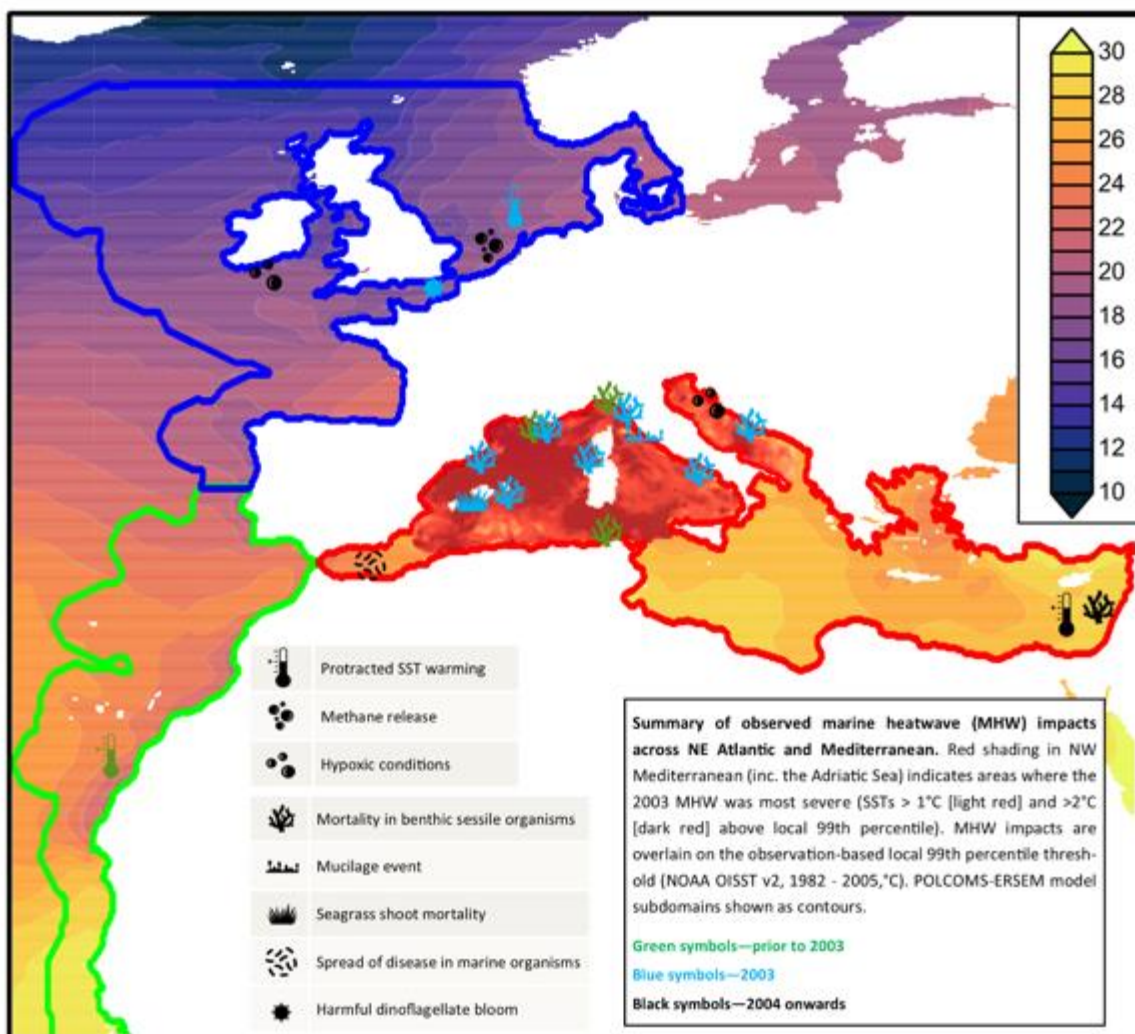 30
28
26
24
22
20
18
16
14
12
10
Protracted SST warming
Methane release
Hypoxic conditions
Mortality in benthic sessile organisms
Mucilage event
Seagrass shoot mortality
Spread of disease in marine organisms
Harmful dinoflagellate bloom
Summary of observed marine heatwave (MHW) impacts
across NE Atlantic and Mediterranean. Red shading in NW
Mediterranean (inc. the Adriatic Sea) indicates areas where the
2003 MHW was most severe (SSTs > 1°C [light red] and >2°C
[dark red] above local 99th percentile). MHW impacts are
overlain on the observation-based local 99th percentile thresh-
old (NOAA OISST v2, 1982 - 2005,°C). POLCOMS-ERSEM model
subdomains shown as contours.
Green symbols—prior to 2003
Blue symbols—2003
Black symbols—2004 onwards